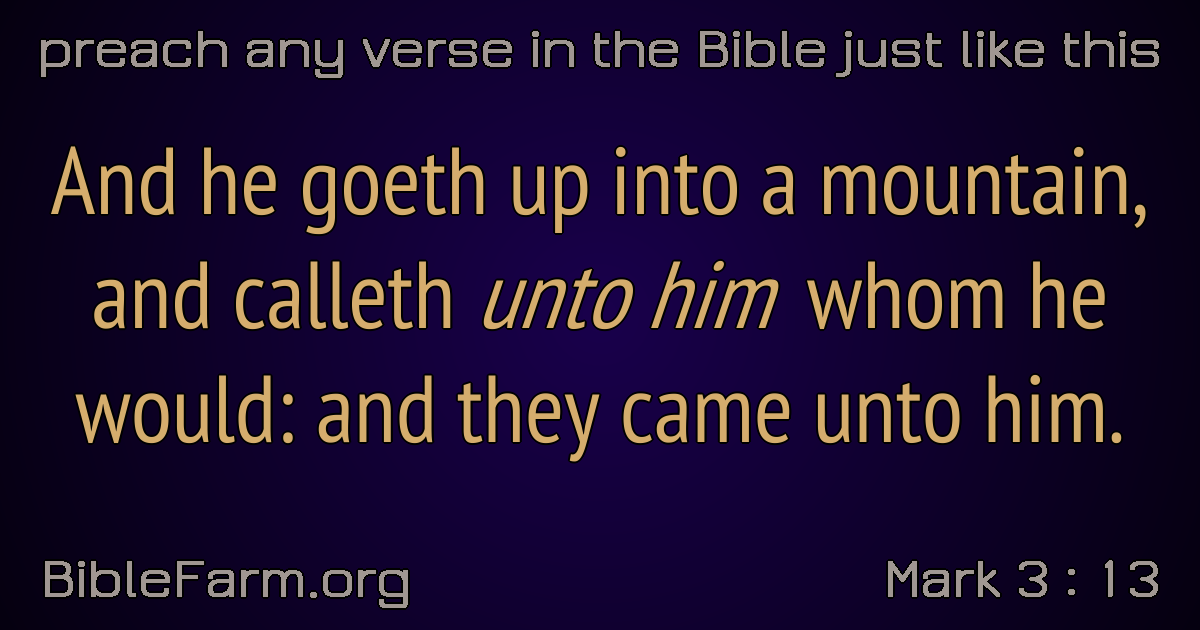 preach any verse in the Bible just like this
And he goeth up into a mountain,
and calleth unto him whom he
would: and they came unto him.
BibleFarm.org
Mark 3 : 13